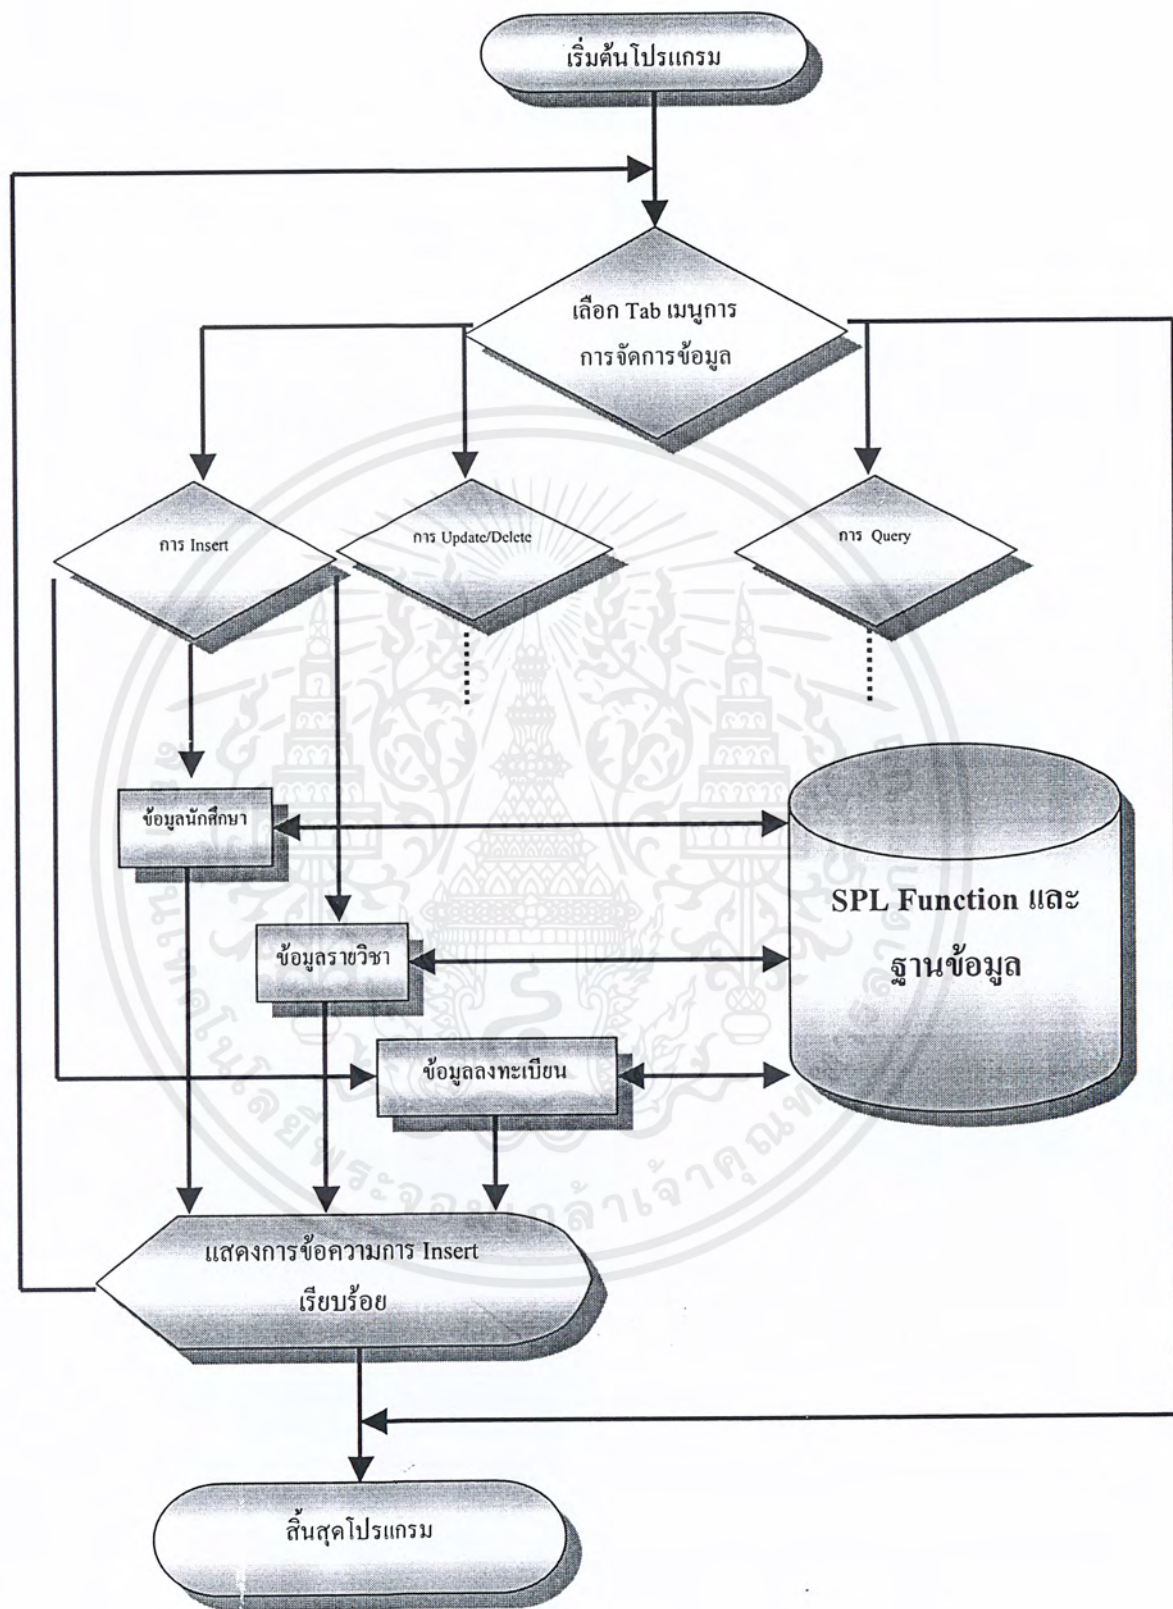 เริ่มต้นโปรแกรม
เลือก Tab เมนูการ
การจัดการข้อมูล
การ Insert
การ Update/Delete
การ Query
ข้อมูลนักศึกษา
SPL Function และ
ฐานข้อมูล
ข้อมูลรายวิชา
ข้อมูลลงทะเบียน
แสดงการข้อความการ Insert
เรียบร้อย
สิ้นสุดโปรแกรม